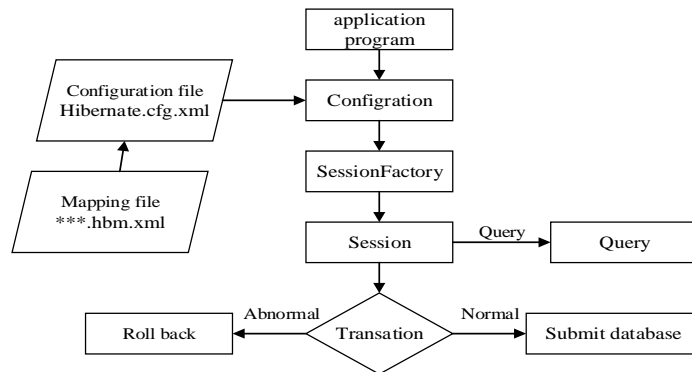 application
program
Configuration file
Hibernate.cfg.xml
Configration
SessionFactory
Mapping file
***.hbm.xml
Session
Query
Query
Abnormal
Normal
Roll back
Transation
Submit database